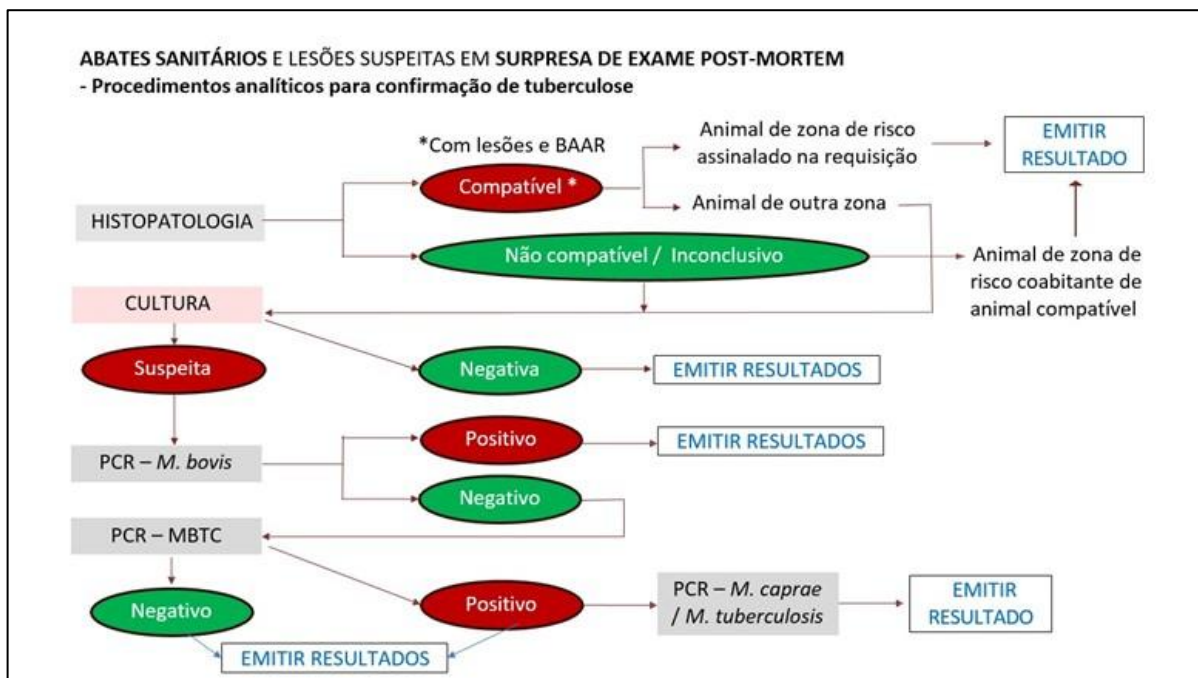 ABATES SANITÁRIOS E LESÕES SUSPEITAS EM SURPRESA DE EXAME POST-MORTEM
- Procedimentos analíticos para confirmação de tuberculose
*Com lesões e BAAR
Animal de zona de risco
assinalado na requisição
EMITIR
RESULTADO
Compatível *
HISTOPATOLOGIA
Animal de outra zona
Não compatível / Inconclusivo
Animal de zona de
risco coabitante de
animal compatível
CULTURA
Suspeita
Negativa
EMITIR RESULTADOS
PCR – M. bovis
Positivo
EMITIR RESULTADOS
Negativo
PCR – MBTC
Negativo
Positivo
PCR – M. caprae
/ M. tuberculosis
EMITIR
RESULTADO
EMITIR RESULTADOS